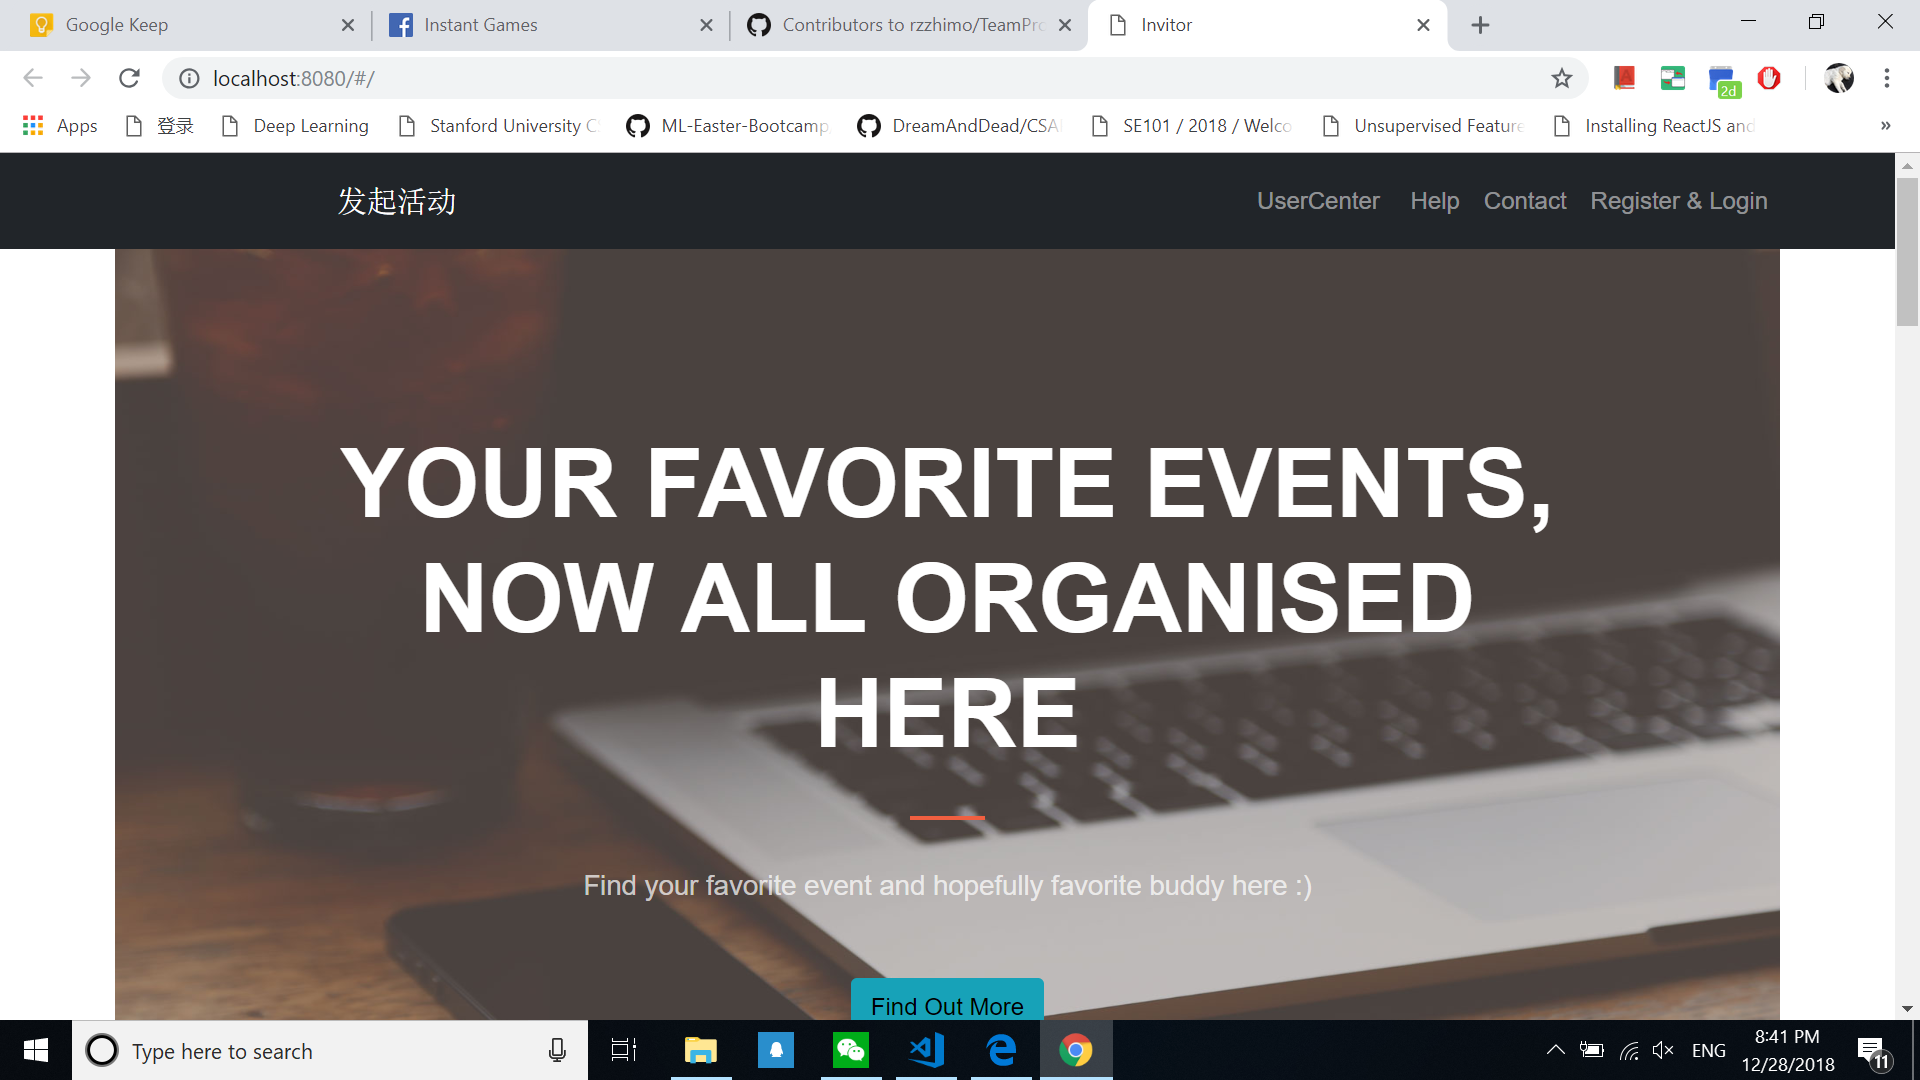 Google Keep
Instant Games
Contributors to rzzhimo/TeamPro
Invitor
localhost:8080/#/
2d
Apps
登录
Deep Learning
Stanford University C
ML-Easter-Bootcamp
DreamAndDead/CSA
SE101 / 2018 / Welco
Unsupervised Feature
Installing ReactJS and
»
发起活动
UserCenter
Help
Contact
Register & Login
YOUR FAVORITE EVENTS,
NOW ALL ORGANISED
HERE
Find your favorite event and hopefully favorite buddy here :)
Find Out More
Type here to search
ENG
8:41 PM
12/28/2018
11